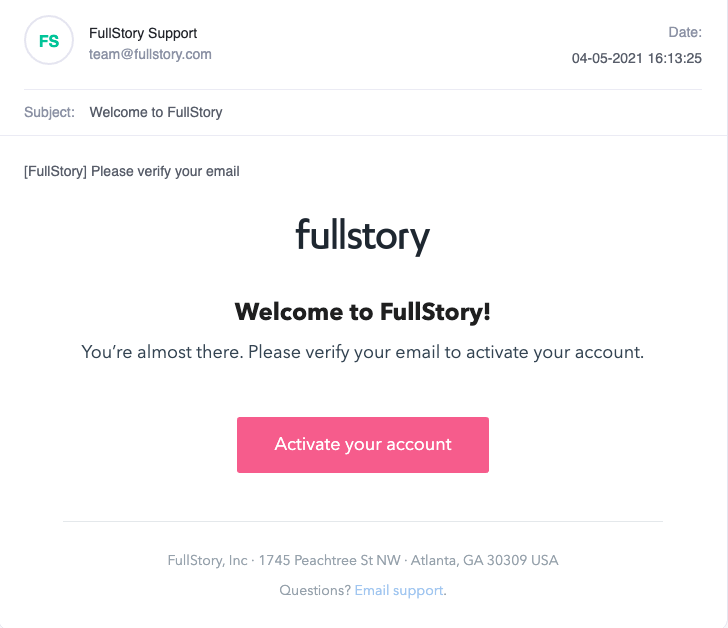 FS
FullStory Support
team@fullstory.com
Date:
04-05-2021 16:13:25
Subject: Welcome to FullStory
[FullStory] Please verify your email
fullstory
Welcome to FullStory!
You’re almost there. Please verify your email to activate your account.
Activate your account
FullStory, Inc · 1745 Peachtree St NW · Atlanta, GA 30309 USA
Questions? Email support.